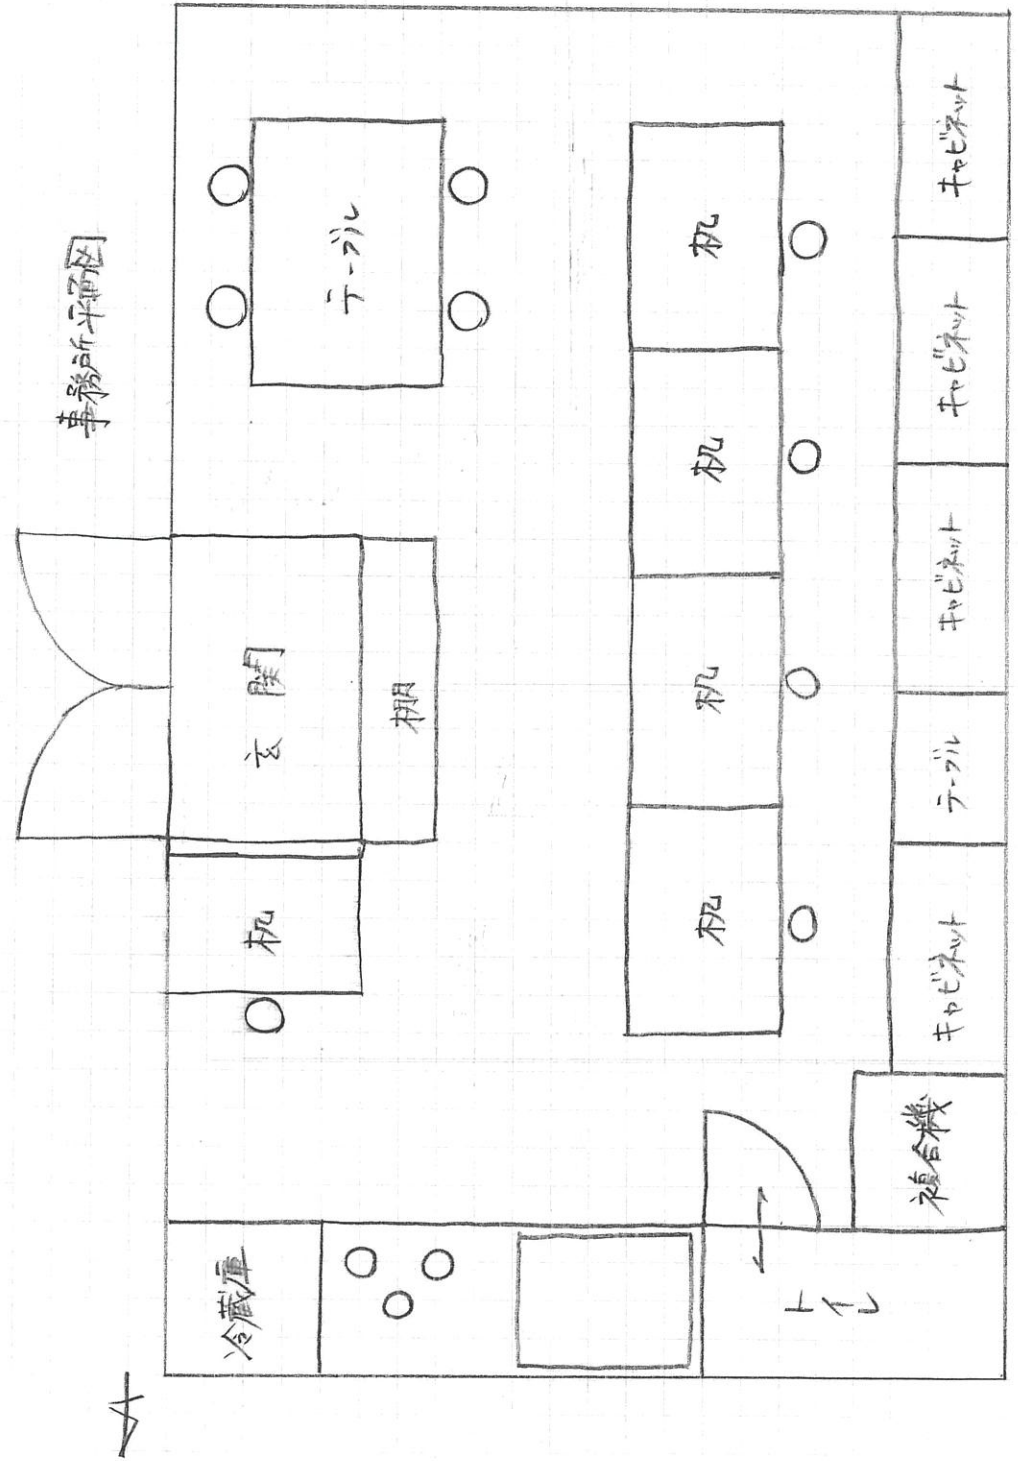 事務所平面図
冷蔵庫
机
玄関
テーブル
棚
机
机
机
机
トイレ
複合機
キャビネット
テーブル
キャビネット
キャビネット
キャビネット